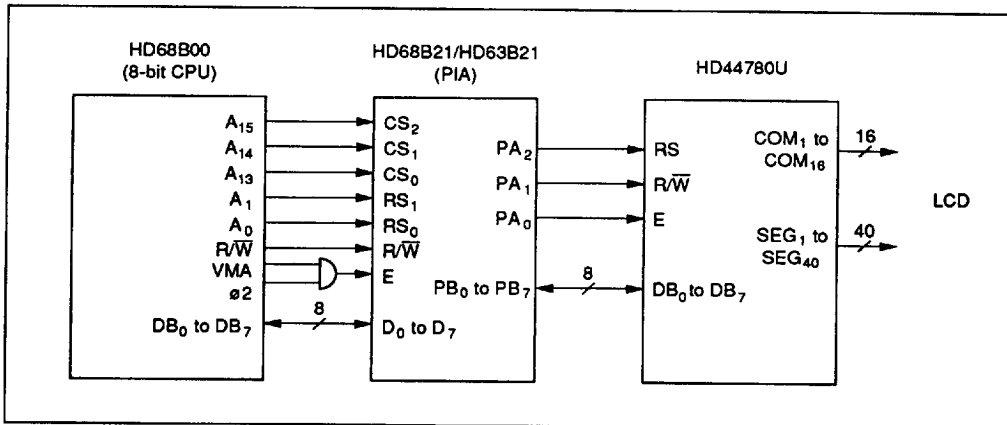 HD68B00
(8-bit CPU)
A15
A14
A13
A1
A0
R/W̅
VMA
ø2
DB0 to DB7
8
HD68B21/HD63B21
(PIA)
CS2
CS1
CS0
RS1
RS0
R/W̅
E
D0 to D7
PA2
PA1
PA0
PB0 to PB7
8
HD44780U
RS
R/W̅
E
DB0 to DB7
COM1 to
COM16
16
SEG1 to
SEG40
40
LCD